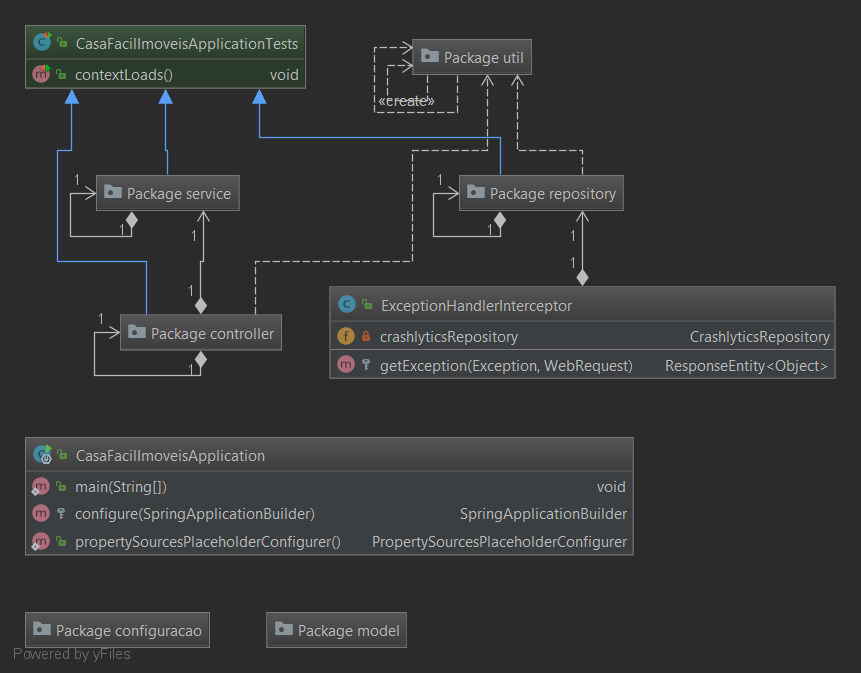 CasaFacilImoveisApplicationTests
contextLoads() void
Package util
«create»
1
Package service
1
1
1
Package controller
1
1
1
Package repository
1
1
1
ExceptionHandlerInterceptor
crashlyticsRepository CrashlyticsRepository
getException(Exception, WebRequest) ResponseEntity<Object>
CasaFacilImoveisApplication
main(String[]) void
configure(SpringApplicationBuilder) SpringApplicationBuilder
propertySourcesPlaceholderConfigurer() PropertySourcesPlaceholderConfigurer
Package configuracao
Package model
Powered by yFiles